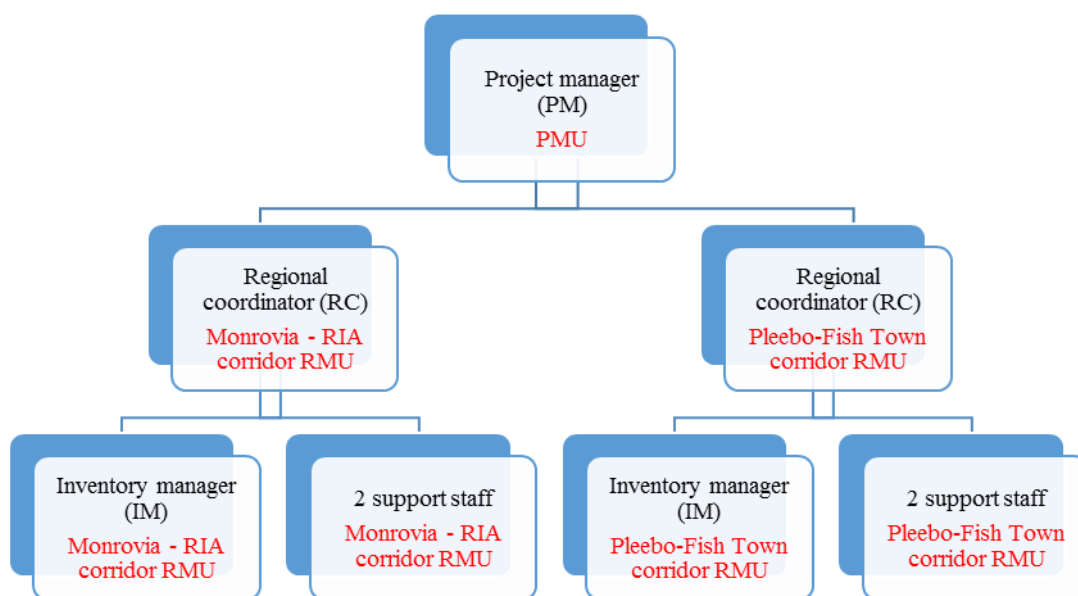 Project manager
(PM)
PMU
Regional
coordinator (RC)
Monrovia - RIA
corridor RMU
Regional
coordinator (RC)
Pleebo-Fish Town
corridor RMU
Inventory manager
(IM)
Monrovia - RIA
corridor RMU
2 support staff
Monrovia - RIA
corridor RMU
Inventory manager
(IM)
Pleebo-Fish Town
corridor RMU
2 support staff
Pleebo-Fish Town
corridor RMU